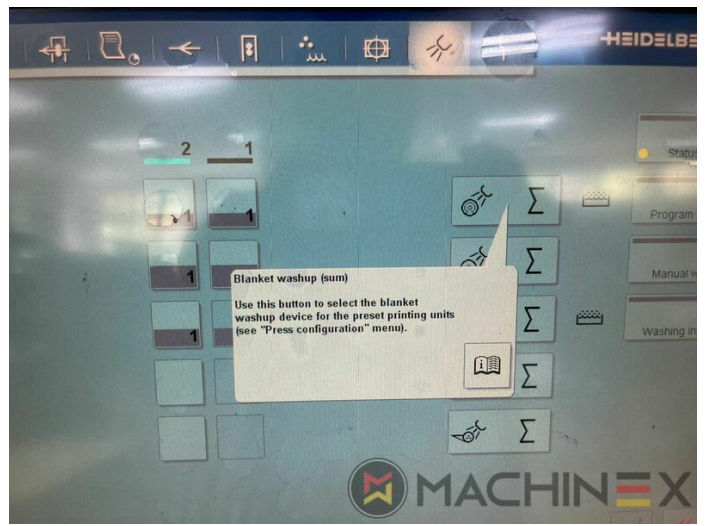 HEIDELBE
2 1
Status
1 1
Program
1
Manual w
Blanket washup (sum)
Use this button to select the blanket
washup device for the preset printing units
(see "Press configuration" menu).
1
Washing in
MACHINEX